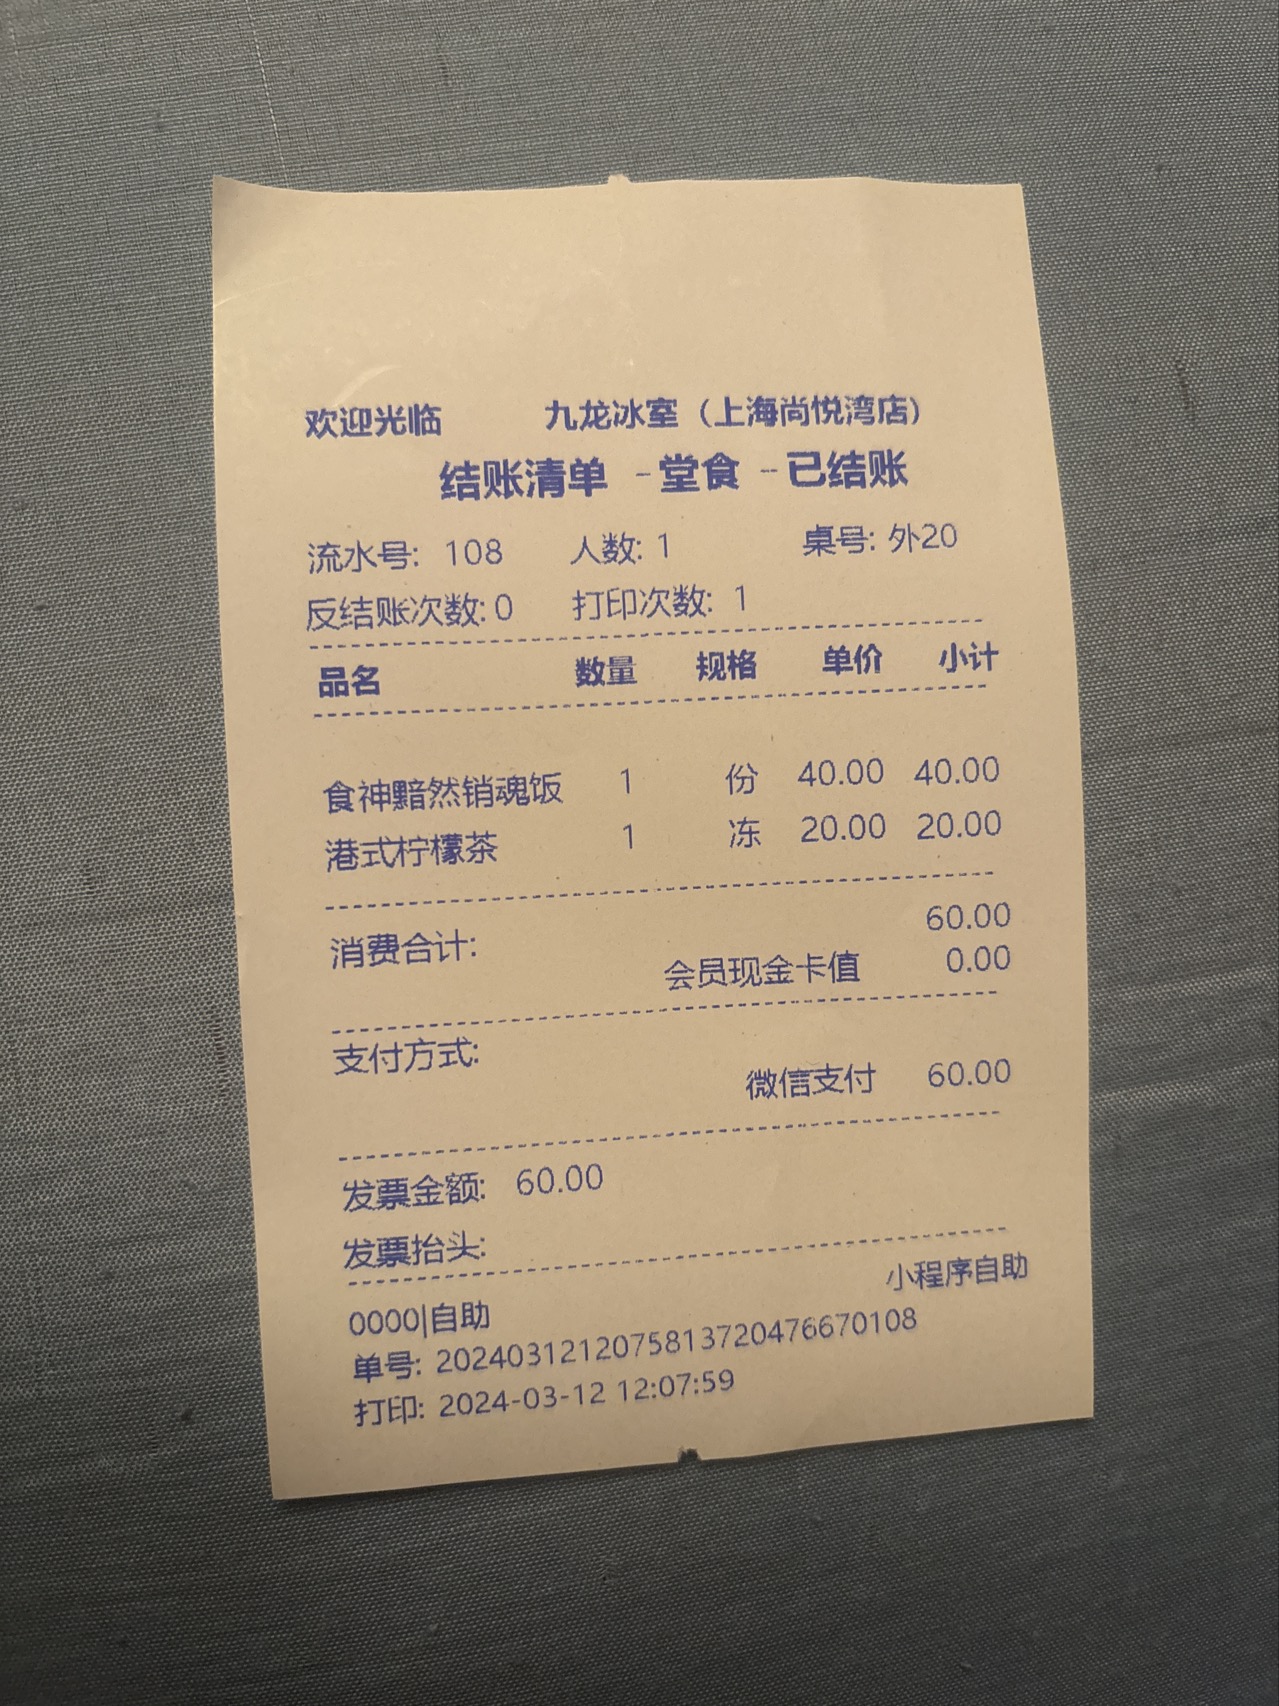 欢迎光临 九龙冰室（上海尚悦湾店）
结账清单 -堂食 --已结账
流水号: 108 人数: 1 桌号: 外20
反结账次数: 0 打印次数: 1
品名 数量 规格 单价 小计
食神黯然销魂饭 1 份 40.00 40.00
港式柠檬茶 1 冻 20.00 20.00
消费合计: 60.00
会员现金卡值 0.00
支付方式:
微信支付 60.00
发票金额: 60.00
发票抬头:
0000|自助 小程序自助
单号: 20240312120758137204766​70108
打印: 2024-03-12 12:07:59